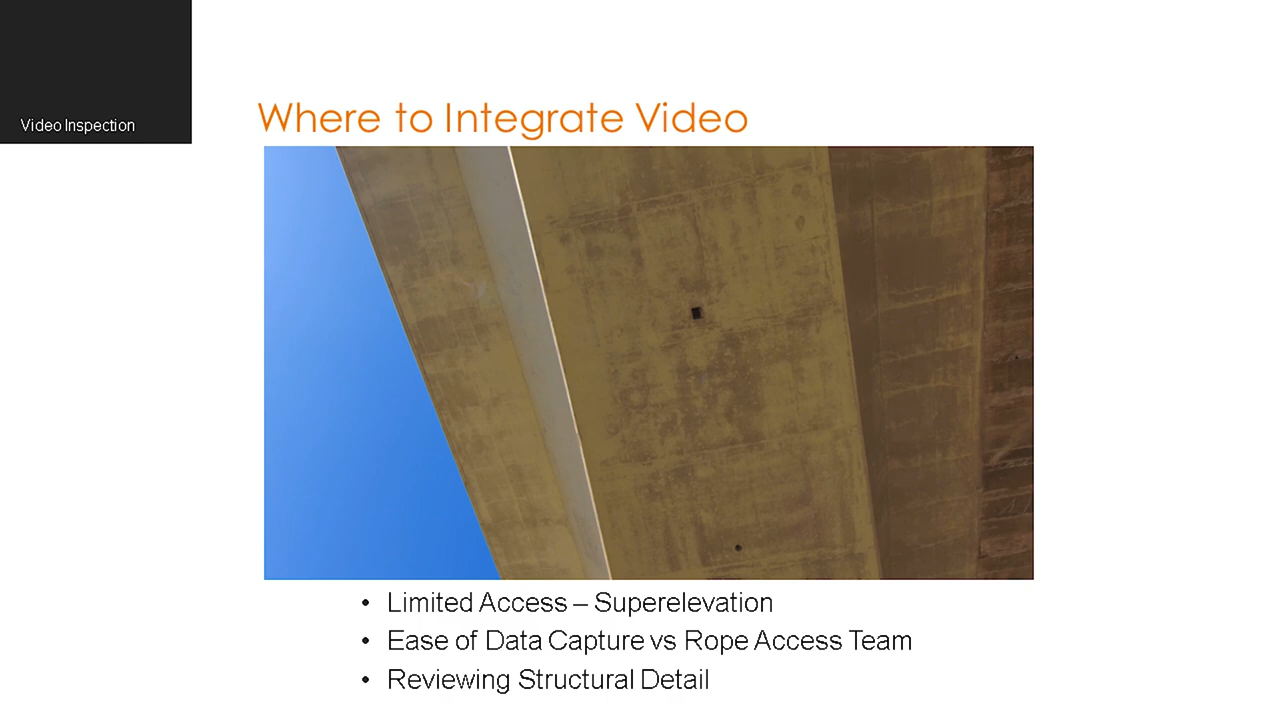 Video Inspection
Where to Integrate Video
• Limited Access – Superelevation
• Ease of Data Capture vs Rope Access Team
• Reviewing Structural Detail